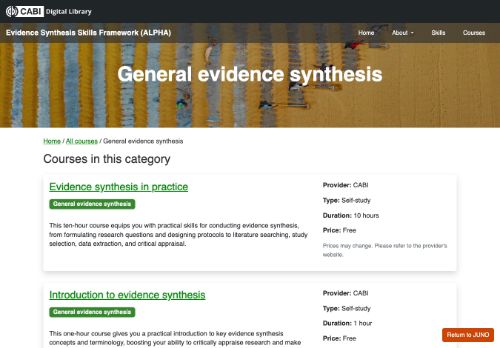 CABI Digital Library
Evidence Synthesis Skills Framework (ALPHA)
Home About Skills Courses
General evidence synthesis
Home / All courses / General evidence synthesis
Courses in this category
Evidence synthesis in practice
General evidence synthesis
This ten-hour course equips you with practical skills for conducting evidence synthesis,
from formulating research questions and designing protocols to literature searching, study
selection, data extraction, and critical appraisal.
Provider: CABI
Type: Self-study
Duration: 10 hours
Price: Free
Prices may change. Please refer to the provider's
website.
Introduction to evidence synthesis
General evidence synthesis
This one-hour course gives you a practical introduction to key evidence synthesis
concepts and terminology, boosting your ability to critically appraise research and make
Provider: CABI
Type: Self-study
Duration: 1 hour
Price: Free
Return to JUNO